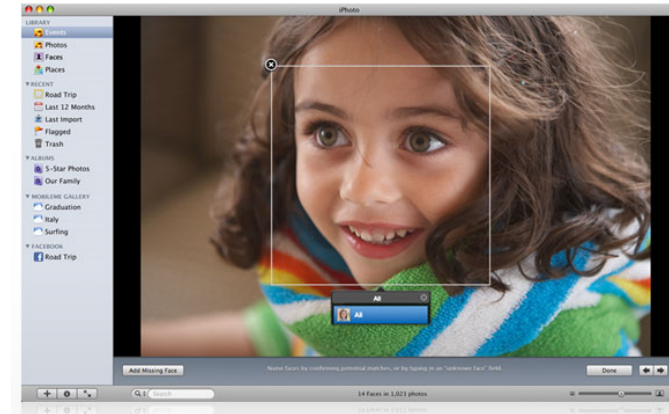 iPhoto
LIBRARY
Events
Photos
Faces
Places
RECENT
Road Trip
Last 12 Months
Last Import
Flagged
Trash
ALBUMS
5-Star Photos
Our Family
MOBILEME GALLERY
Graduation
Italy
Surfing
FACEBOOK
Road Trip
Ali
Ali
Add Missing Face
Name faces by confirming potential matches, or by typing in an "unknown face" field.
Done
Search
14 Faces in 1,023 photos